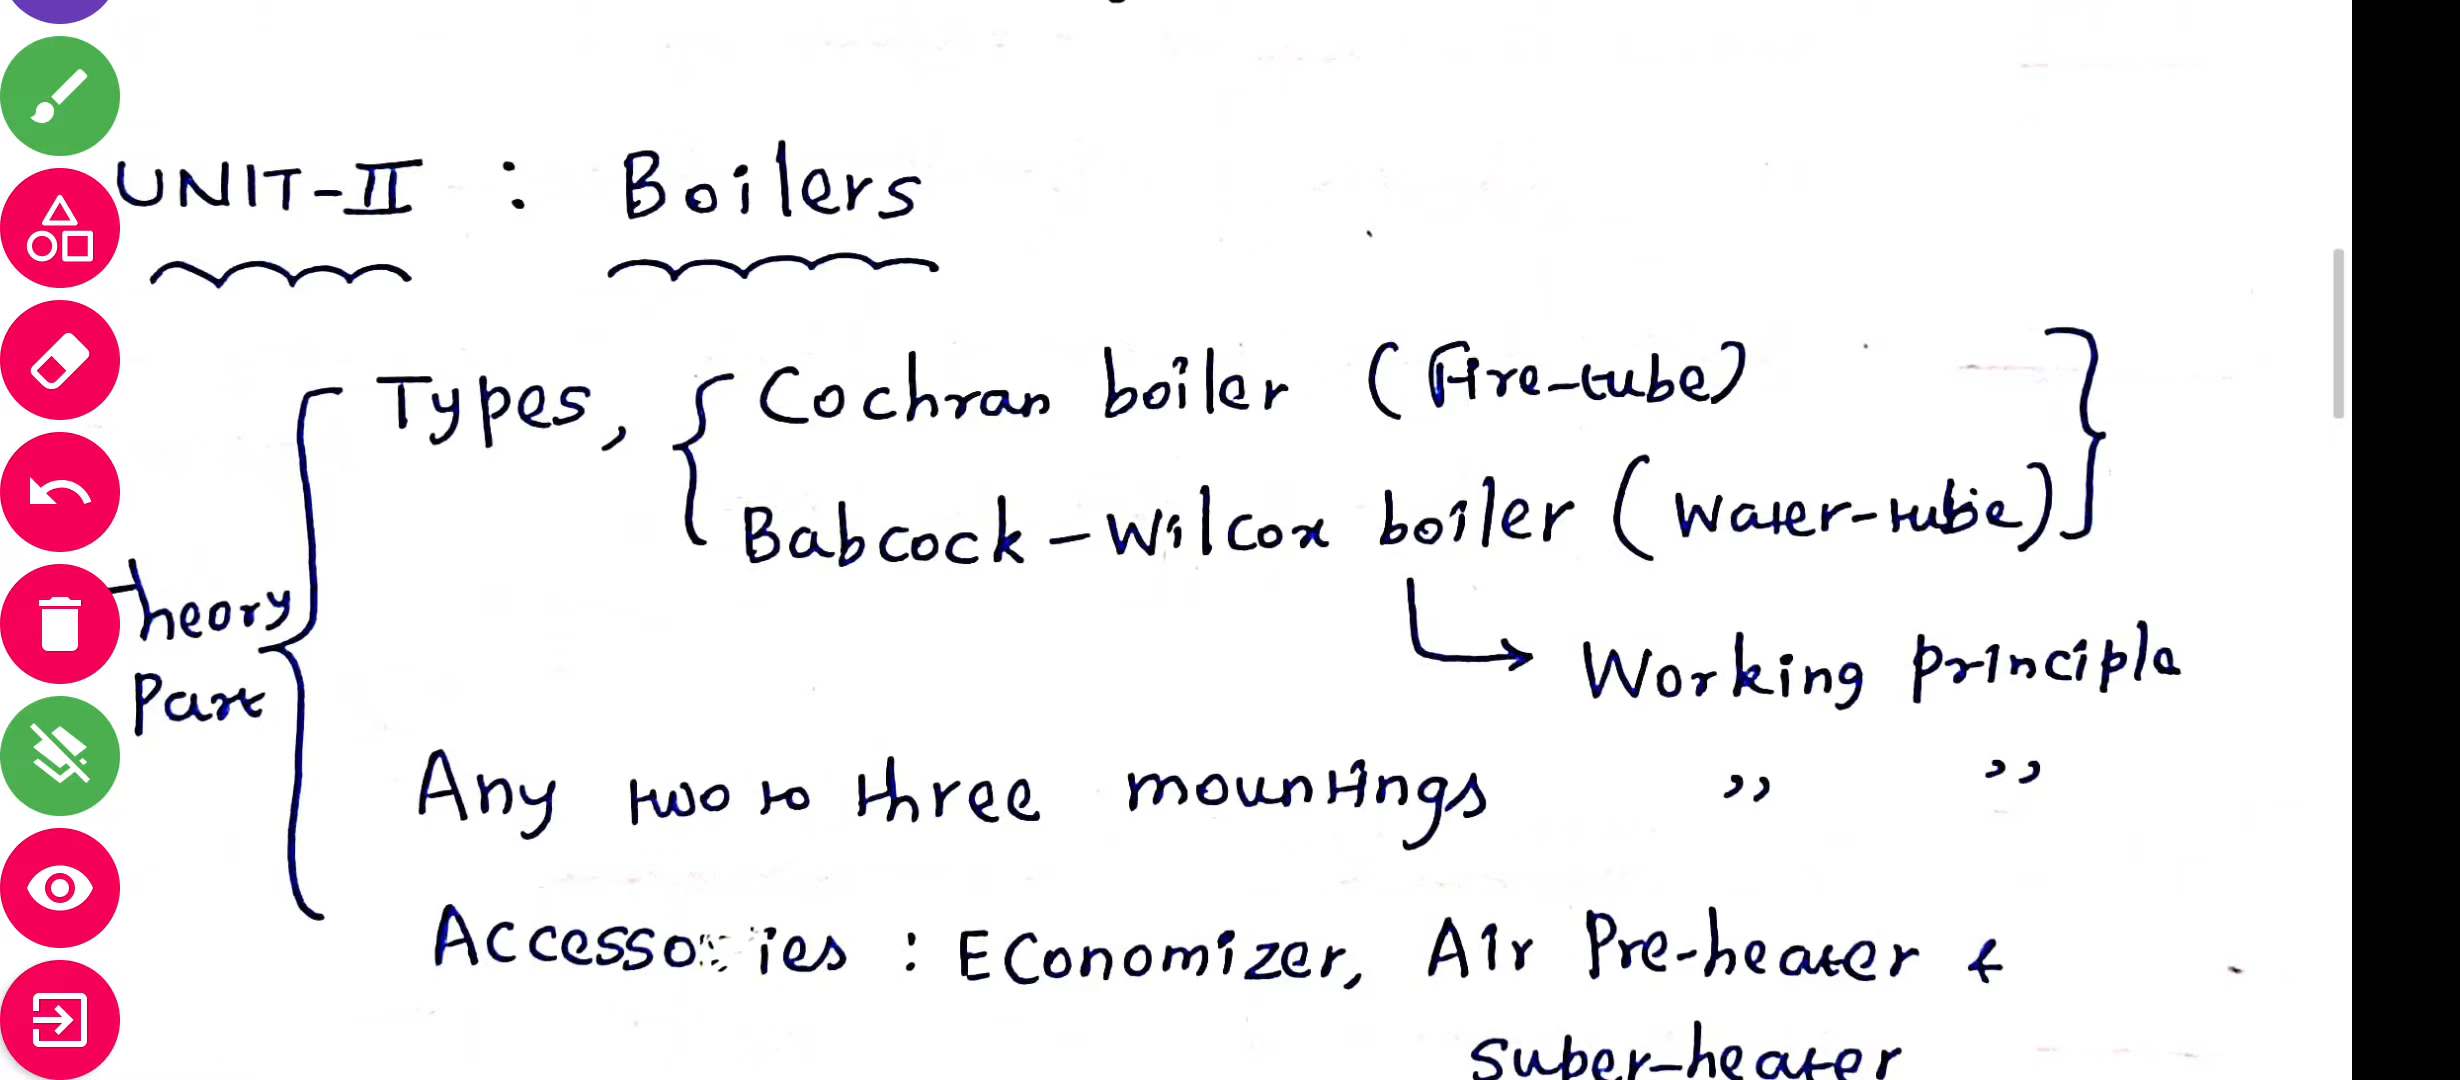 UNIT-II : Boilers
Types, { Cochran boiler (Fire-tube) }
Babcock-Wilcox boiler (Water-tube)
Theory Part
→ Working principle
Any two to three mountings ,, ,,
Accessories : Economizer, Air Pre-heater &
Super-heater